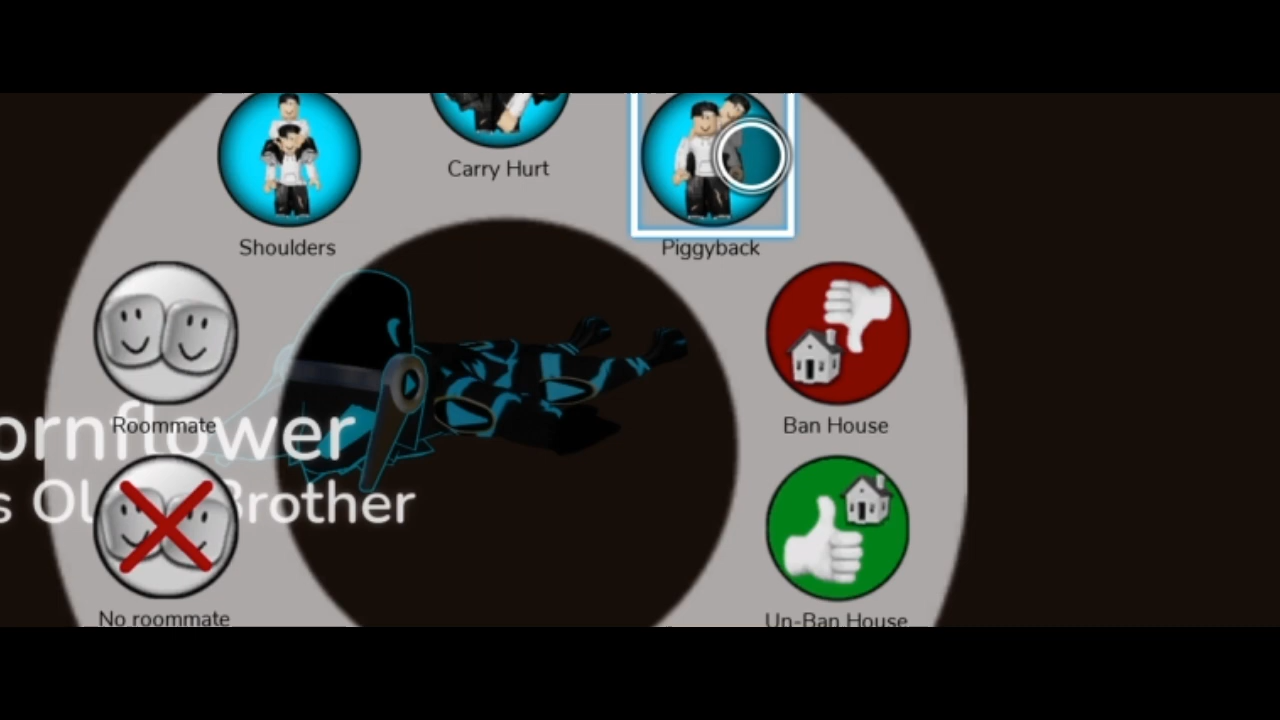 Carry Hurt
Shoulders
Piggyback
Roommate
Ban House
ornflower
s Ol Brother
No roommate
Un-Ban House